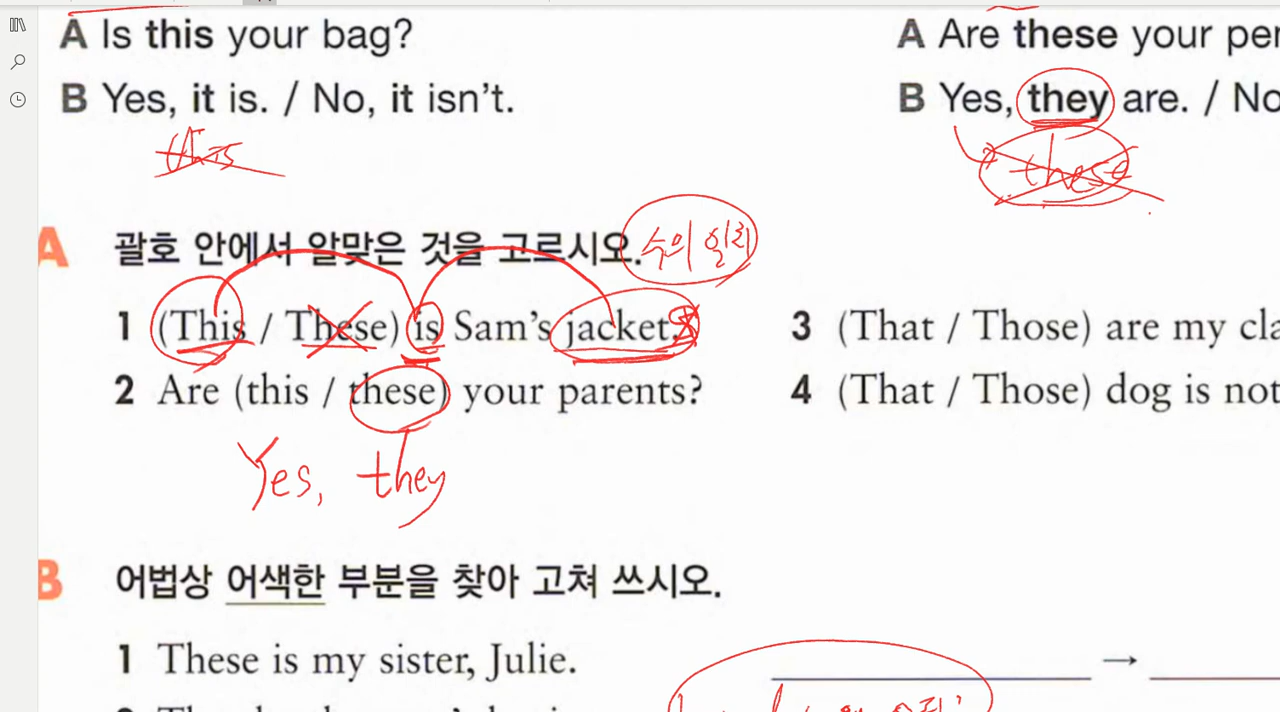 A Is this your bag?
B Yes, it is. / No, it isn't.
this
A Are these your per
B Yes, they are. / No
these
A 괄호 안에서 알맞은 것을 고르시오. 수의 일치
1 (This / These) is Sam's jacket.
2 Are (this / these) your parents?
Yes, they
3 (That / Those) are my cla
4 (That / Those) dog is not
B 어법상 어색한 부분을 찾아 고쳐 쓰시오.
1 These is my sister, Julie. →